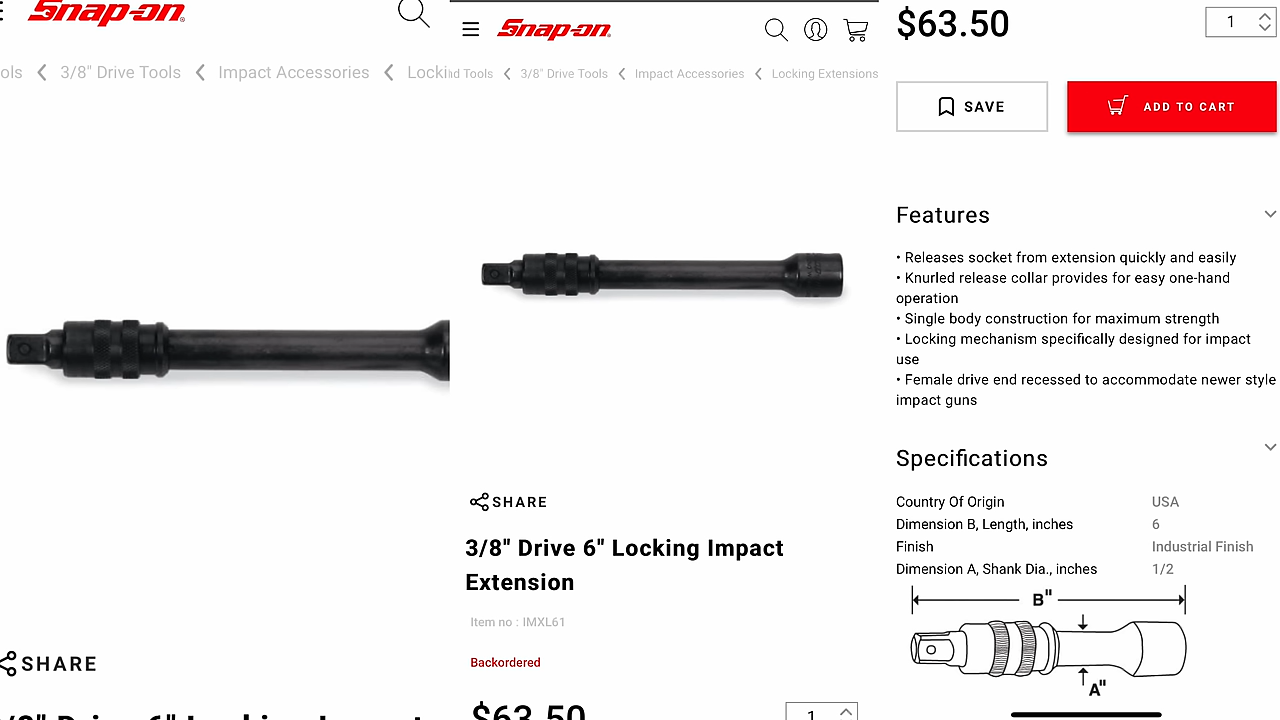 Snap-on
ols 3/8" Drive Tools Impact Accessories Locki
SHARE
Snap-on
nd Tools 3/8" Drive Tools Impact Accessories Locking Extensions
SHARE
3/8" Drive 6" Locking Impact
Extension
Item no : IMXL61
Backordered
$63.50
1
$63.50
1
SAVE
ADD TO CART
Features
• Releases socket from extension quickly and easily
• Knurled release collar provides for easy one-hand
operation
• Single body construction for maximum strength
• Locking mechanism specifically designed for impact
use
• Female drive end recessed to accommodate newer style
impact guns
Specifications
Country Of Origin USA
Dimension B, Length, inches 6
Finish Industrial Finish
Dimension A, Shank Dia., inches 1/2
B"
A"